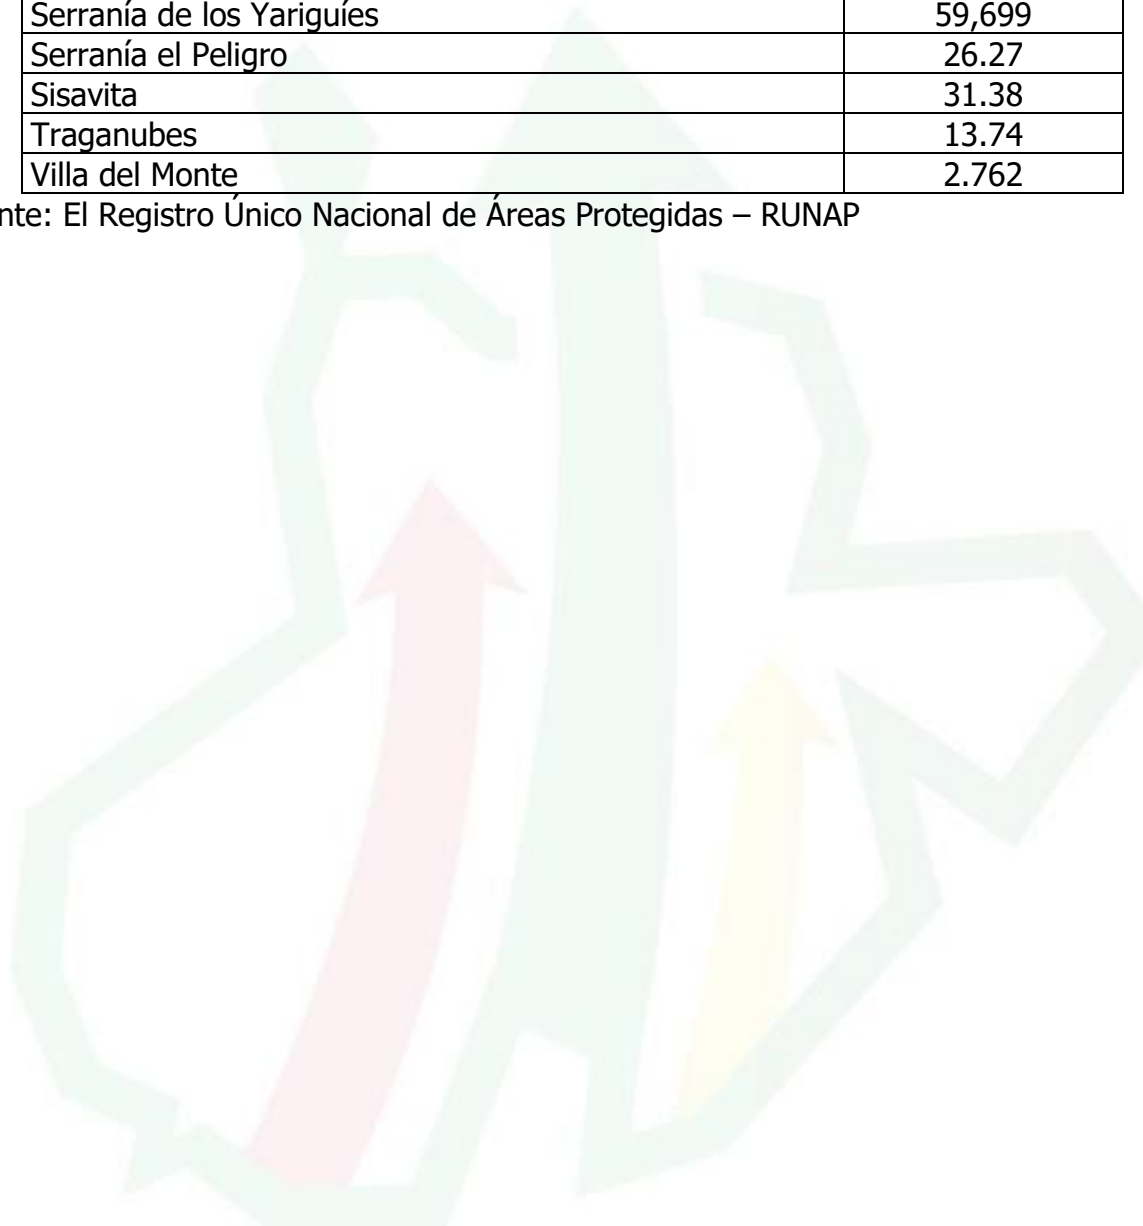 Serranía de los Yariguíes 59,699
Serranía el Peligro 26.27
Sisavita 31.38
Traganubes 13.74
Villa del Monte 2.762
nte: El Registro Único Nacional de Áreas Protegidas – RUNAP